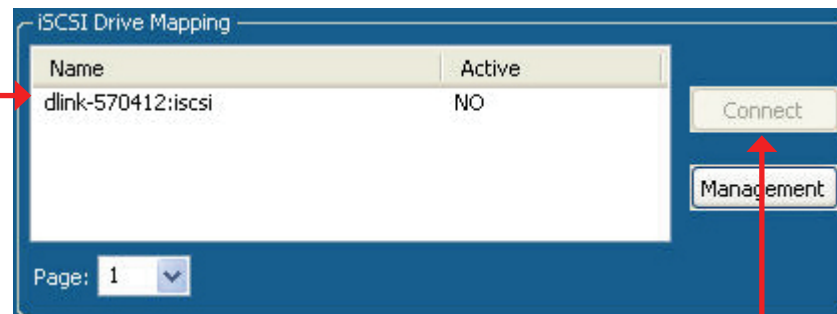 iSCSI Drive Mapping
Name Active
dlink-570412:iscsi NO
Connect
Management
Page: 1